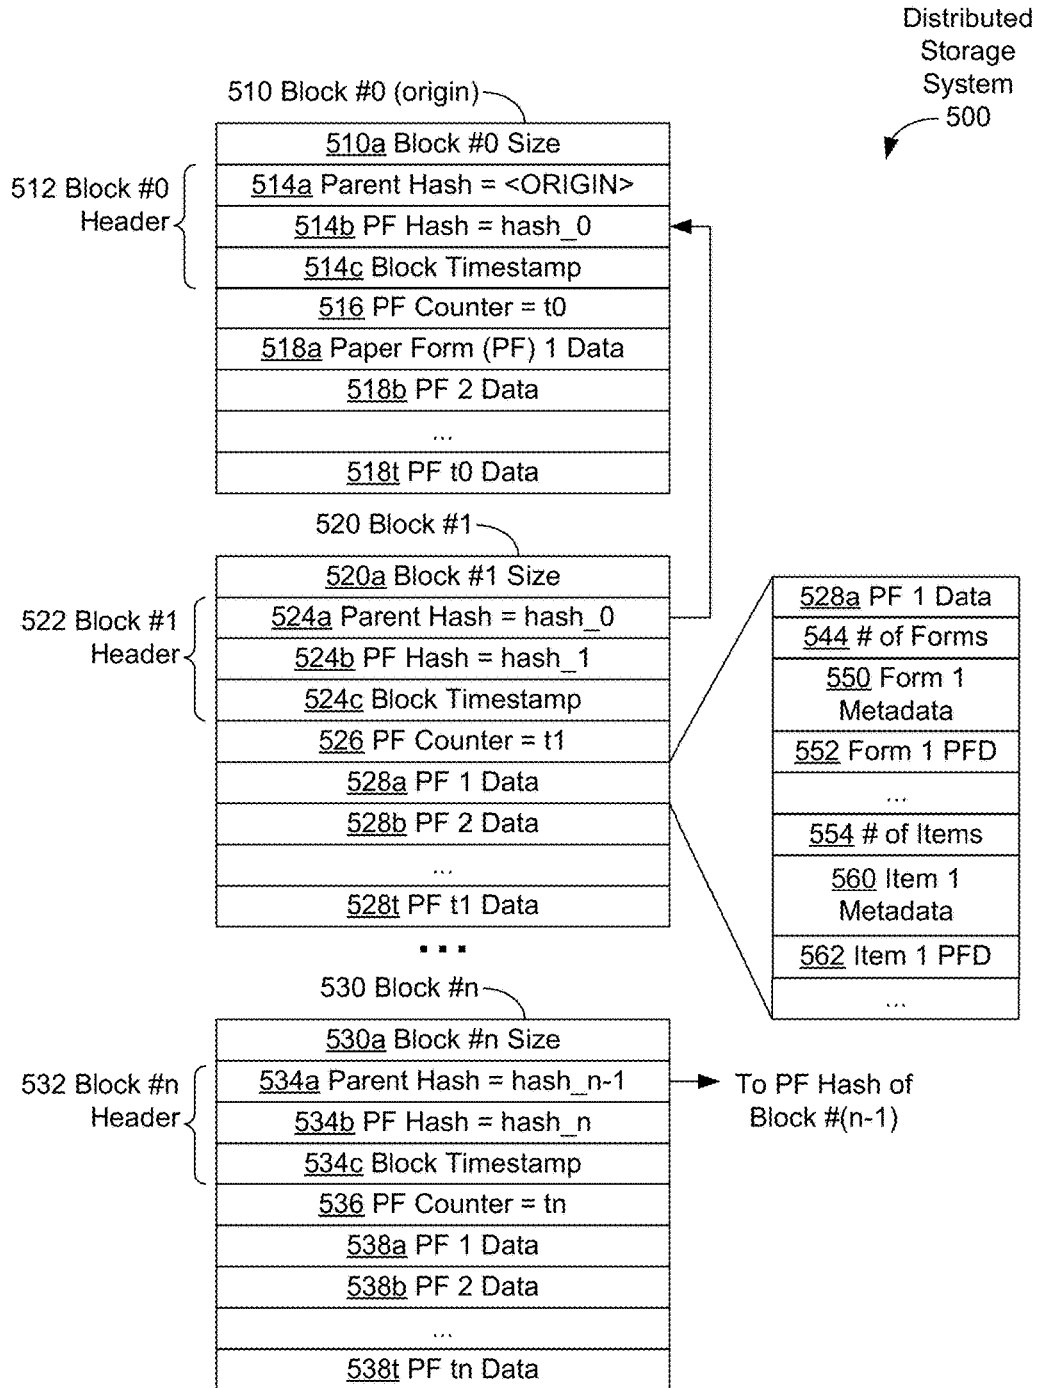 Distributed
Storage
System
500
510 Block #0 (origin)
510a Block #0 Size
512 Block #0
Header
514a Parent Hash = <ORIGIN>
514b PF Hash = hash_0
514c Block Timestamp
516 PF Counter = t0
518a Paper Form (PF) 1 Data
518b PF 2 Data
...
518t PF t0 Data
520 Block #1
520a Block #1 Size
522 Block #1
Header
524a Parent Hash = hash_0
524b PF Hash = hash_1
524c Block Timestamp
526 PF Counter = t1
528a PF 1 Data
528b PF 2 Data
...
528t PF t1 Data
528a PF 1 Data
544 # of Forms
550 Form 1
Metadata
552 Form 1 PFD
...
554 # of Items
560 Item 1
Metadata
562 Item 1 PFD
...
...
530 Block #n
530a Block #n Size
532 Block #n
Header
534a Parent Hash = hash_n-1
To PF Hash of
Block #(n-1)
534b PF Hash = hash_n
534c Block Timestamp
536 PF Counter = tn
538a PF 1 Data
538b PF 2 Data
...
538t PF tn Data